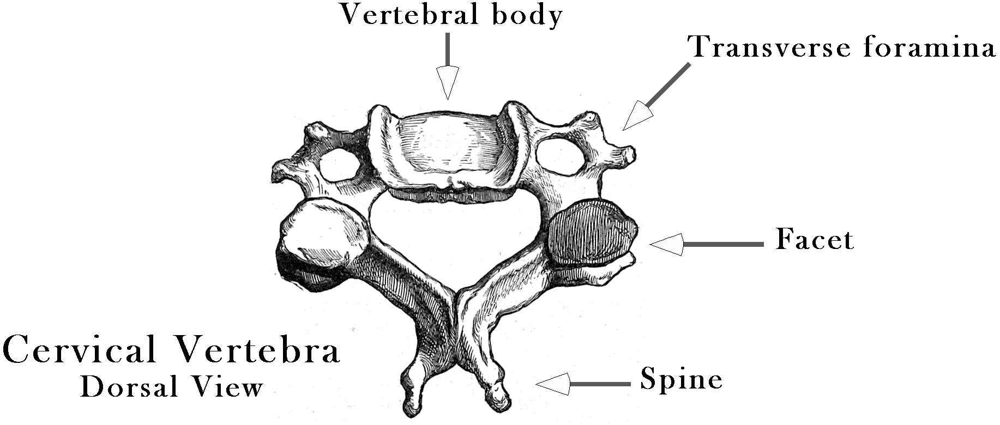 Vertebral body
Transverse foramina
Facet
Cervical Vertebra
Dorsal View
Spine